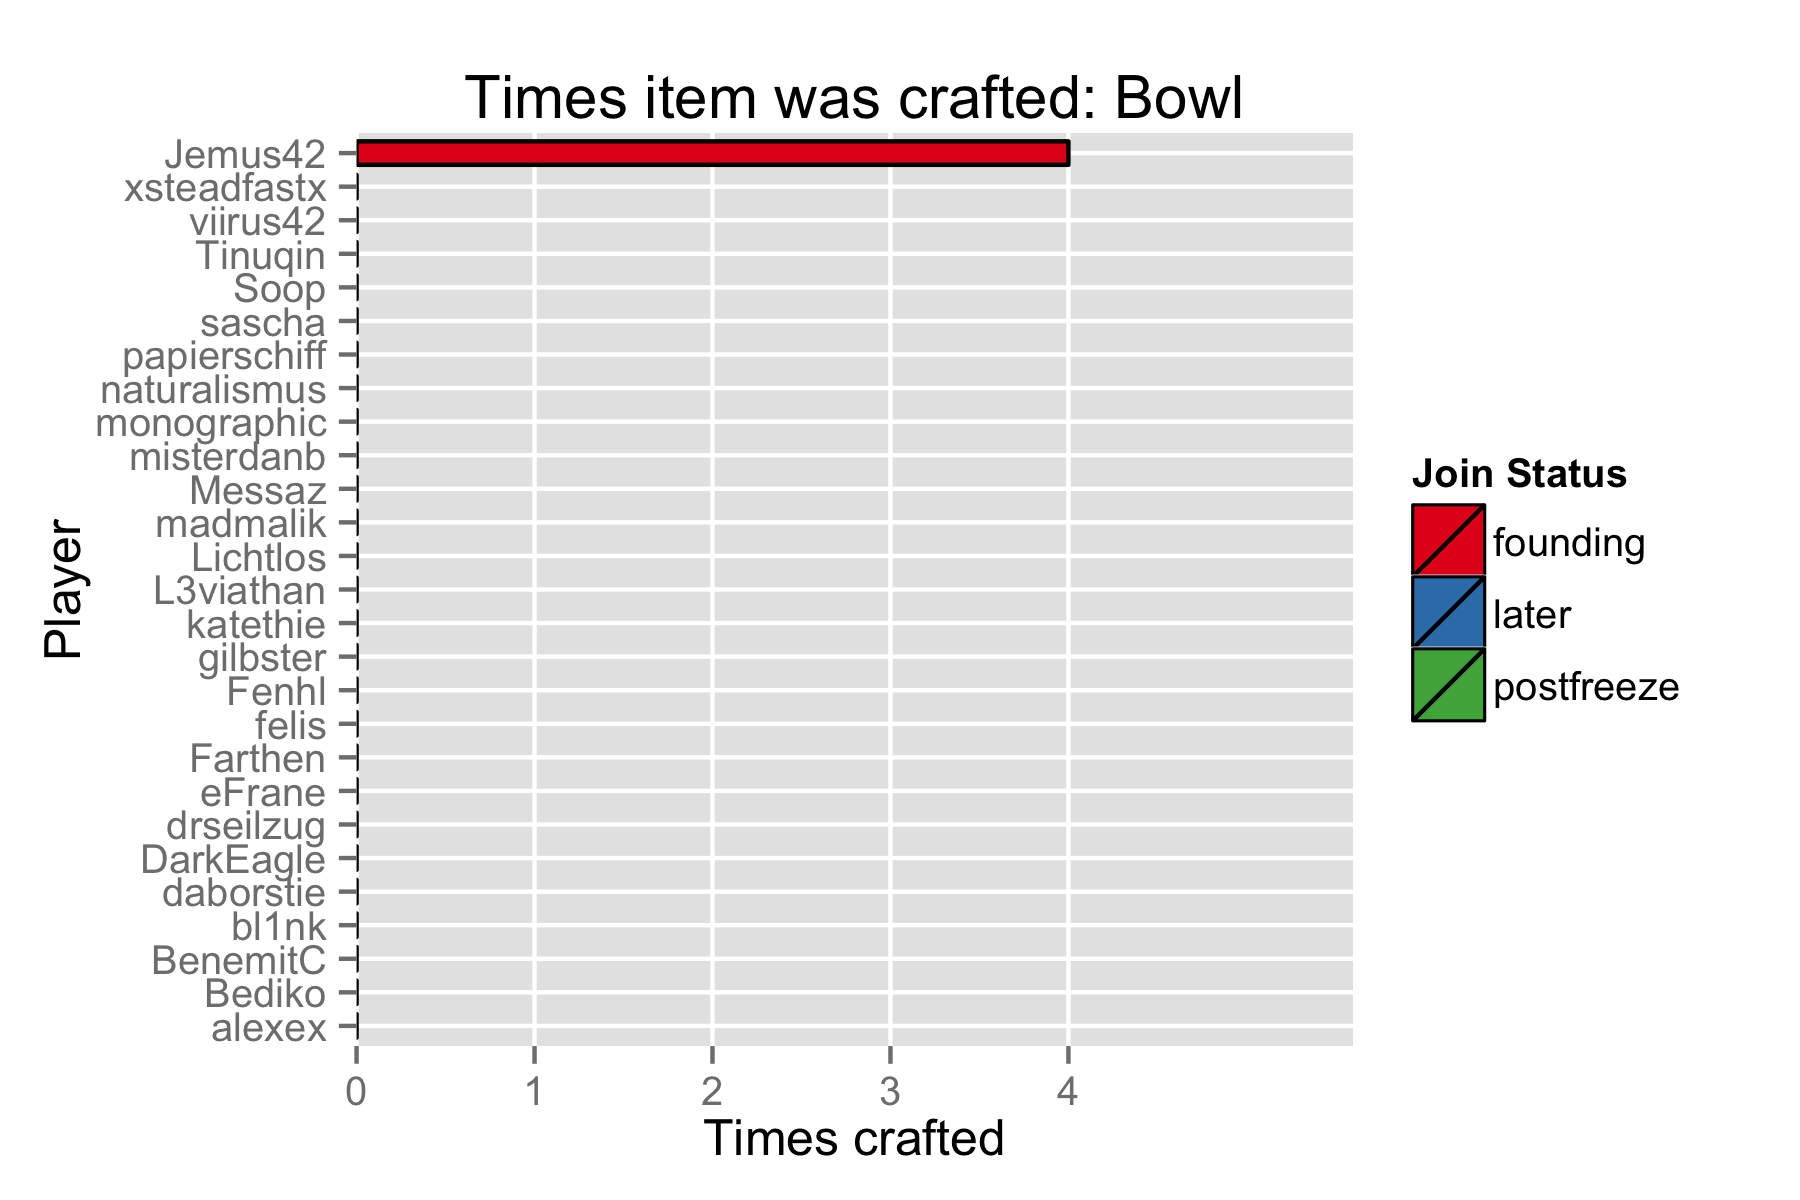 Times item was crafted: Bowl
Jemus42
xsteadfastx
viirus42
Tinuqin
Soop
sascha
papierschiff
naturalismus
monographic
misterdanb
Messaz
madmalik
Lichtlos
L3viathan
katethie
gilbster
Fenhl
felis
Farthen
eFrane
drseilzug
DarkEagle
daborstie
bl1nk
BenemitC
Bediko
alexex
Player
0 1 2 3 4
Times crafted
Join Status
founding
later
postfreeze